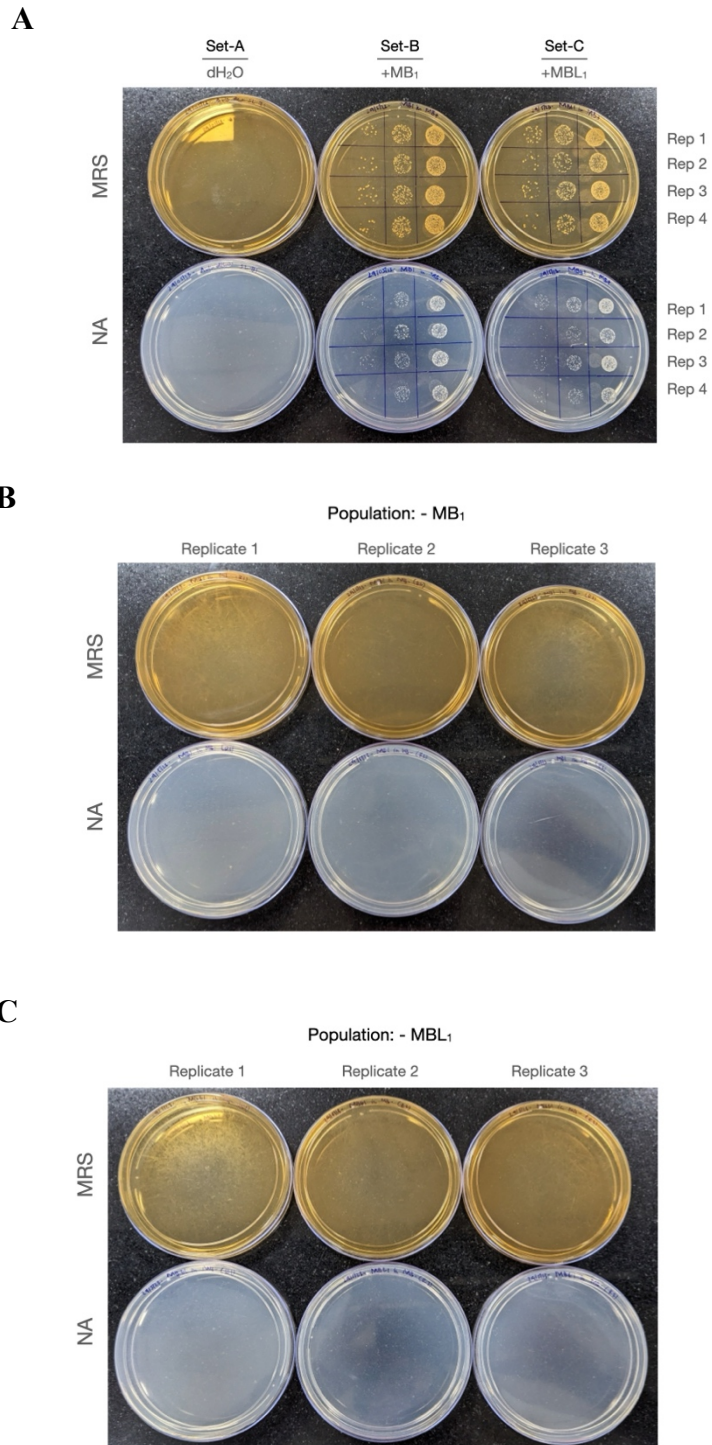 A
Set-A Set-B Set-C
dH₂O +MB₁ +MBL₁
MRS
Rep 1
Rep 2
Rep 3
Rep 4
NA
Rep 1
Rep 2
Rep 3
Rep 4
B
Population: - MB₁
Replicate 1 Replicate 2 Replicate 3
MRS
NA
C
Population: - MBL₁
Replicate 1 Replicate 2 Replicate 3
MRS
NA